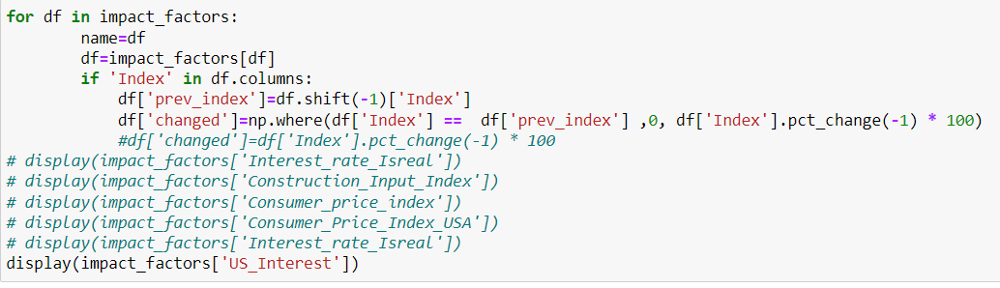 for df in impact_factors:
        name=df
        df=impact_factors[df]
        if 'Index' in df.columns:
            df['prev_index']=df.shift(-1)['Index']
            df['changed']=np.where(df['Index'] ==  df['prev_index'] ,0, df['Index'].pct_change(-1) * 100)
            #df['changed']=df['Index'].pct_change(-1) * 100
# display(impact_factors['Interest_rate_Isreal'])
# display(impact_factors['Construction_Input_Index'])
# display(impact_factors['Consumer_price_index'])
# display(impact_factors['Consumer_Price_Index_USA'])
# display(impact_factors['Interest_rate_Isreal'])
display(impact_factors['US_Interest'])